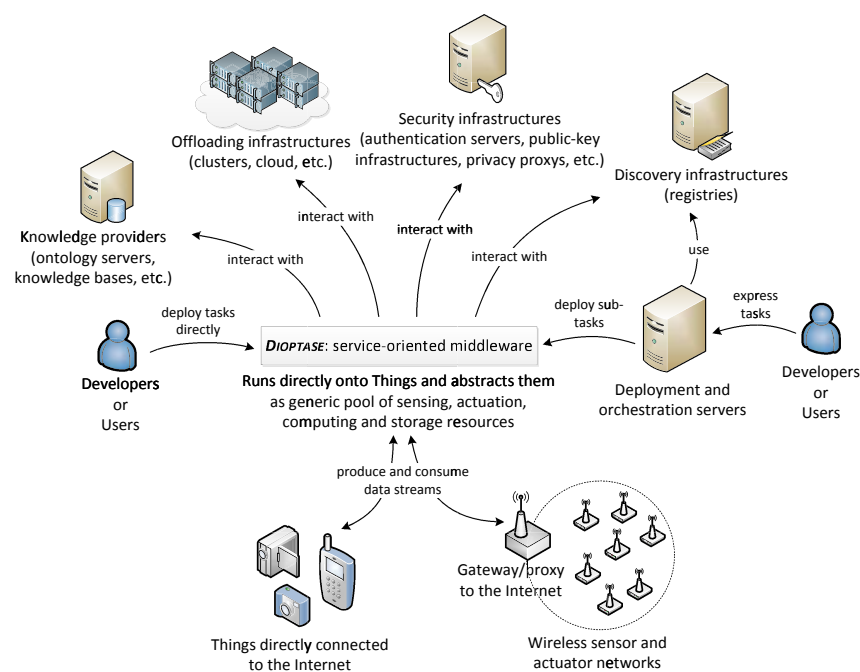 Offloading infrastructures
(clusters, cloud, etc.)
Security infrastructures
(authentication servers, public-key
infrastructures, privacy proxys, etc.)
Discovery infrastructures
(registries)
Knowledge providers
(ontology servers,
knowledge bases, etc.)
interact with
interact with
interact with
interact with
use
deploy tasks
directly
deploy sub-
tasks
express
tasks
DIOPTASE: service-oriented middleware
Runs directly onto Things and abstracts them
as generic pool of sensing, actuation,
computing and storage resources
Developers
or
Users
Deployment and
orchestration servers
Developers
or
Users
produce and consume
data streams
Gateway/proxy
to the Internet
Things directly connected
to the Internet
Wireless sensor and
actuator networks